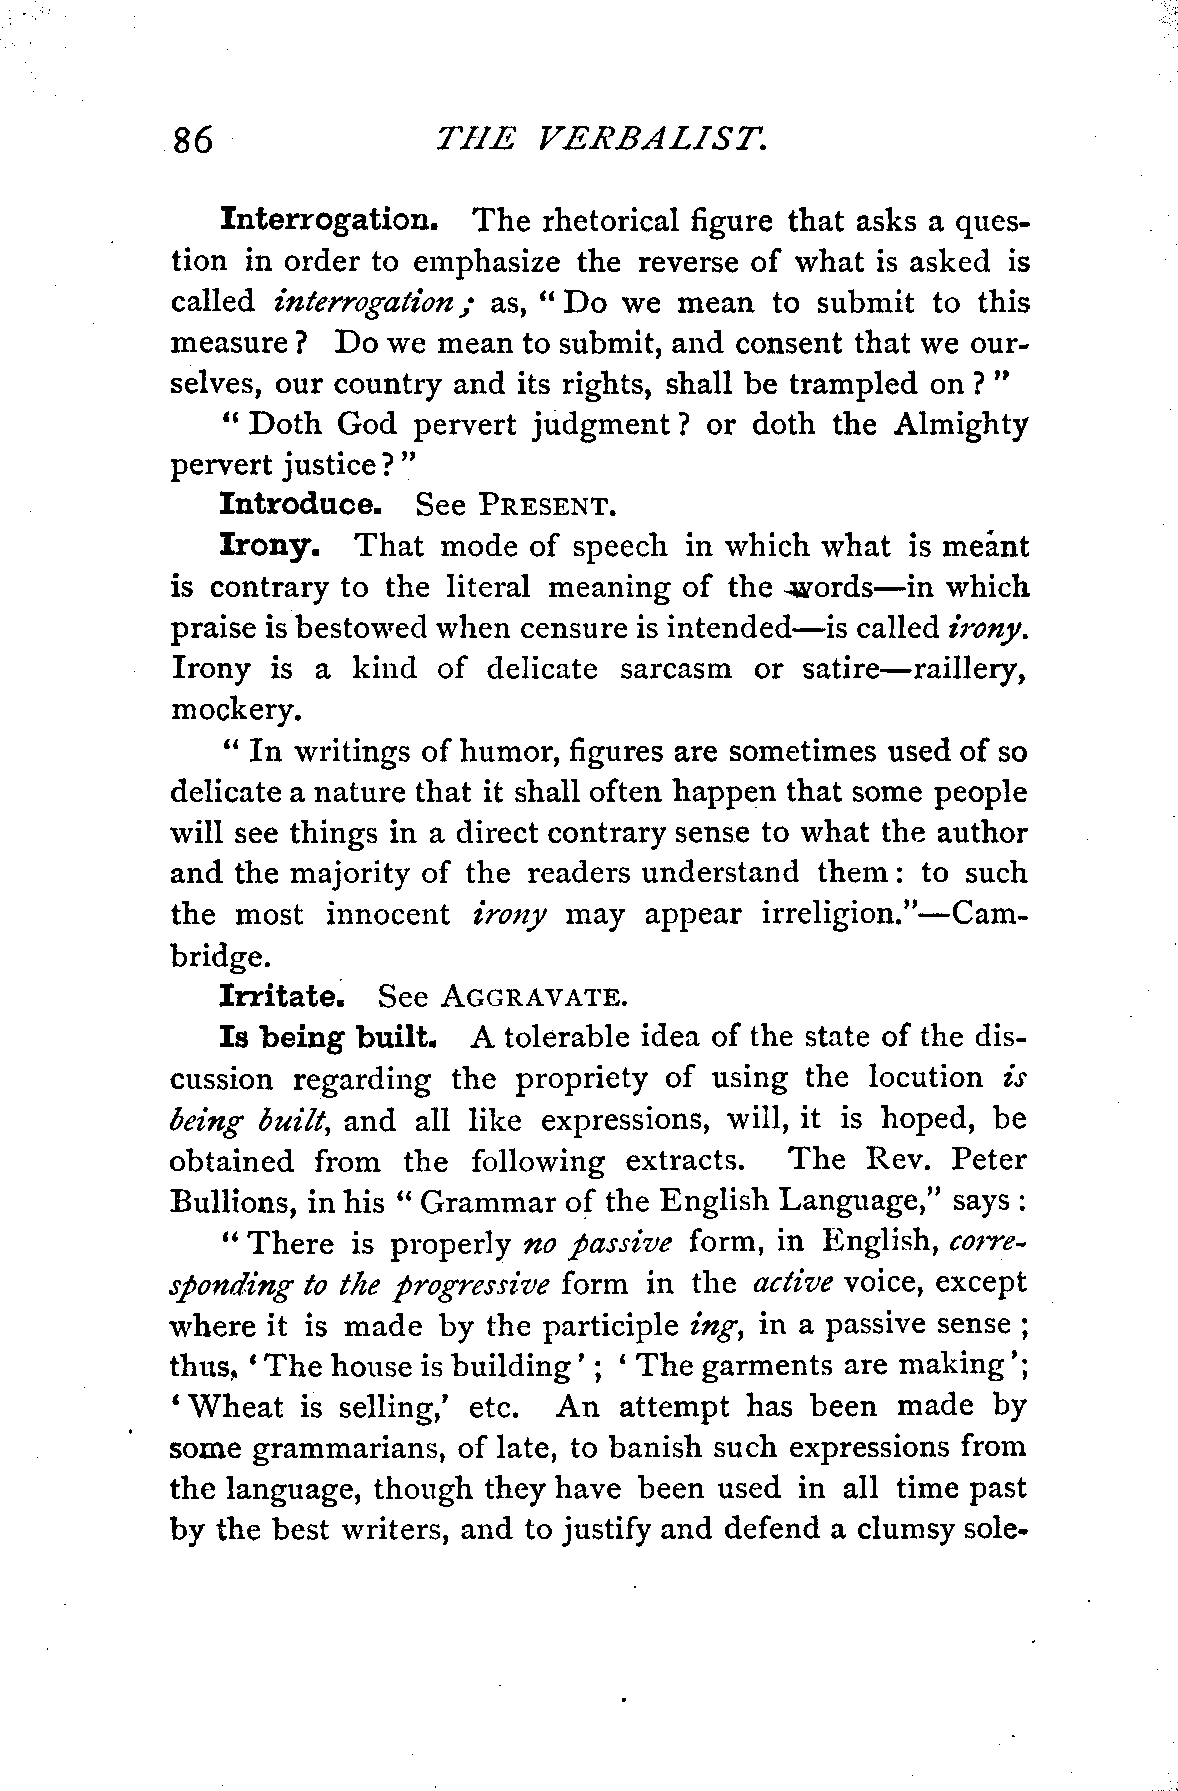 86 THE VERBALIST.
Interrogation. The rhetorical figure that asks a ques-
tion in order to emphasize the reverse of what is asked is
called interrogation; as, "Do we mean to submit to this
measure? Do we mean to submit, and consent that we our-
selves, our country and its rights, shall be trampled on?"
"Doth God pervert judgment? or doth the Almighty
pervert justice?"
Introduce. See PRESENT.
Irony. That mode of speech in which what is meant
is contrary to the literal meaning of the words—in which
praise is bestowed when censure is intended—is called irony.
Irony is a kind of delicate sarcasm or satire—raillery,
mockery.
"In writings of humor, figures are sometimes used of so
delicate a nature that it shall often happen that some people
will see things in a direct contrary sense to what the author
and the majority of the readers understand them: to such
the most innocent irony may appear irreligion."—Cam-
bridge.
Irritate. See AGGRAVATE.
Is being built. A tolerable idea of the state of the dis-
cussion regarding the propriety of using the locution is
being built, and all like expressions, will, it is hoped, be
obtained from the following extracts. The Rev. Peter
Bullions, in his "Grammar of the English Language," says:
"There is properly no passive form, in English, corre-
sponding to the progressive form in the active voice, except
where it is made by the participle ing, in a passive sense;
thus, 'The house is building'; 'The garments are making';
'Wheat is selling,' etc. An attempt has been made by
some grammarians, of late, to banish such expressions from
the language, though they have been used in all time past
by the best writers, and to justify and defend a clumsy sole-